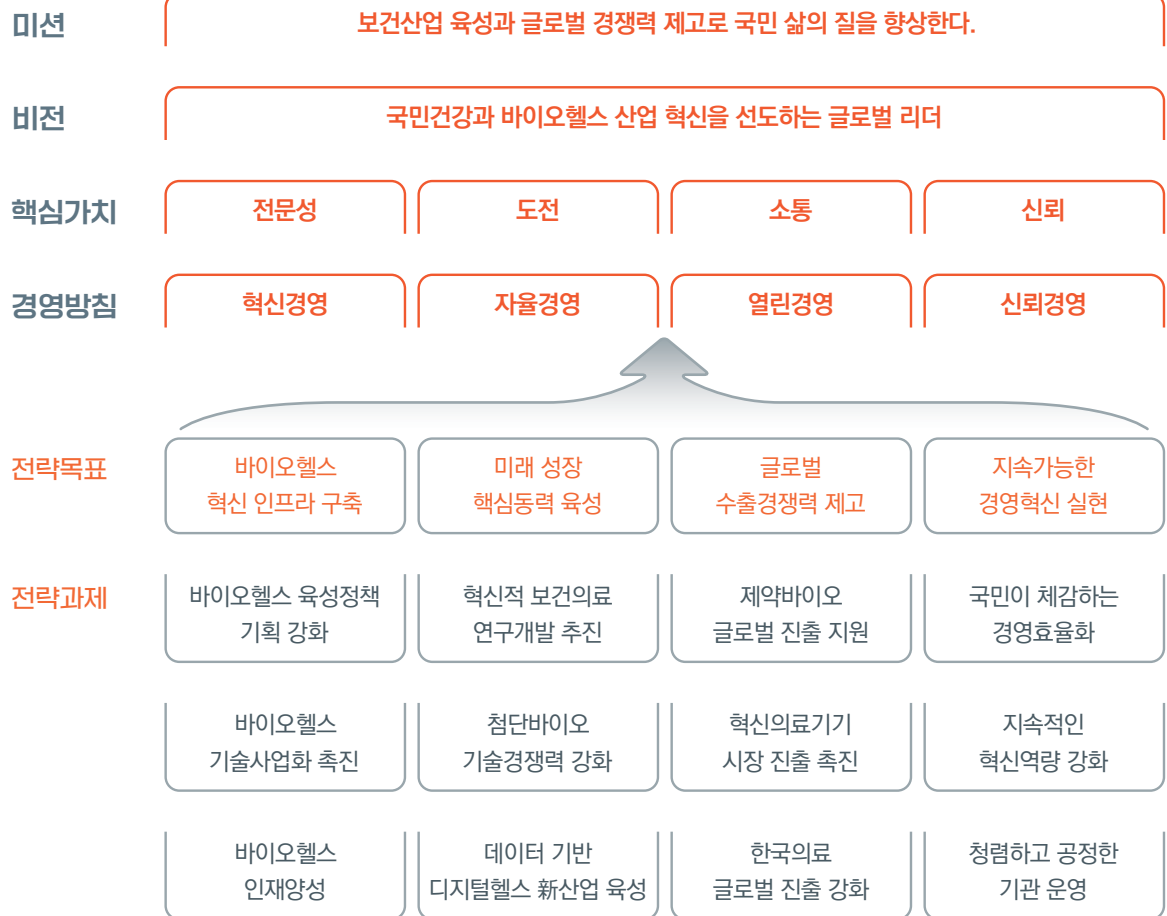 미션
보건산업 육성과 글로벌 경쟁력 제고로 국민 삶의 질을 향상한다.
비전
국민건강과 바이오헬스 산업 혁신을 선도하는 글로벌 리더
핵심가치
전문성
도전
소통
신뢰
경영방침
혁신경영
자율경영
열린경영
신뢰경영
전략목표
바이오헬스
혁신 인프라 구축
미래 성장
핵심동력 육성
글로벌
수출경쟁력 제고
지속가능한
경영혁신 실현
전략과제
바이오헬스 육성정책
기획 강화
혁신적 보건의료
연구개발 추진
제약바이오
글로벌 진출 지원
국민이 체감하는
경영효율화
바이오헬스
기술사업화 촉진
첨단바이오
기술경쟁력 강화
혁신의료기기
시장 진출 촉진
지속적인
혁신역량 강화
바이오헬스
인재양성
데이터 기반
디지털헬스 新산업 육성
한국의료
글로벌 진출 강화
청렴하고 공정한
기관 운영